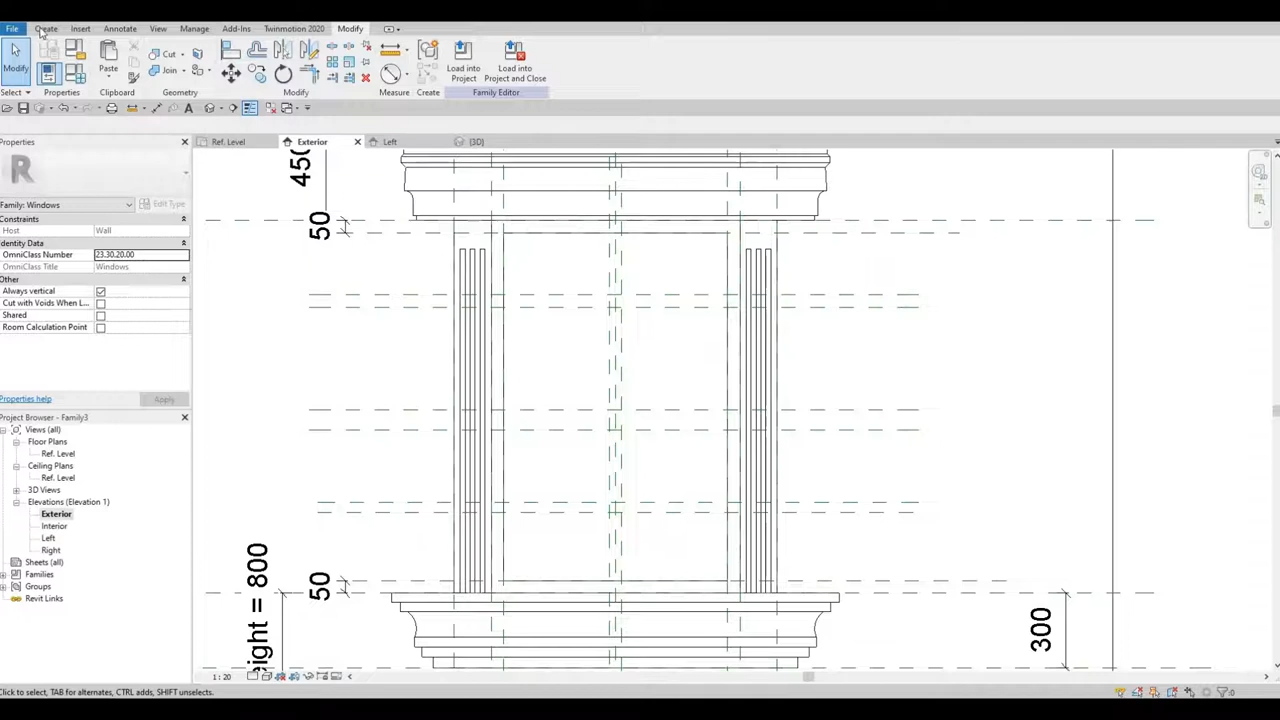 File Create Insert Annotate View Manage Add-Ins Twinmotion 2020 Modify
Modify Paste Cut Join Load into Project Load into Project and Close
Select Properties Clipboard Geometry Modify Measure Create Family Editor
Properties
Ref. Level Exterior Left {3D}
Family: Windows Edit Type
Constraints
Host Wall
Identity Data
OmniClass Number 23.30.20.00
OmniClass Title Windows
Other
Always vertical
Cut with Voids When L...
Shared
Room Calculation Point
Properties help Apply
Project Browser - Family3
Views (all)
Floor Plans
Ref. Level
Ceiling Plans
Ref. Level
3D Views
Elevations (Elevation 1)
Exterior
Interior
Left
Right
Sheets (all)
Families
Groups
Revit Links
450
50
50
eight = 800
300
1 : 20
Click to select, TAB for alternates, CTRL adds, SHIFT unselects.
:0